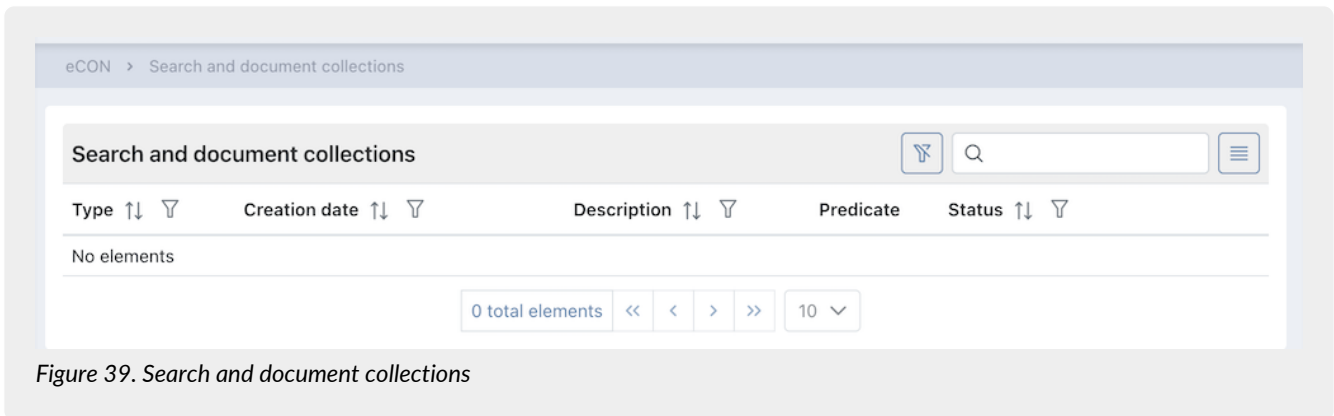 eCON > Search and document collections
Search and document collections
Type Creation date Description Predicate Status
No elements
0 total elements << < > >> 10
Figure 39. Search and document collections